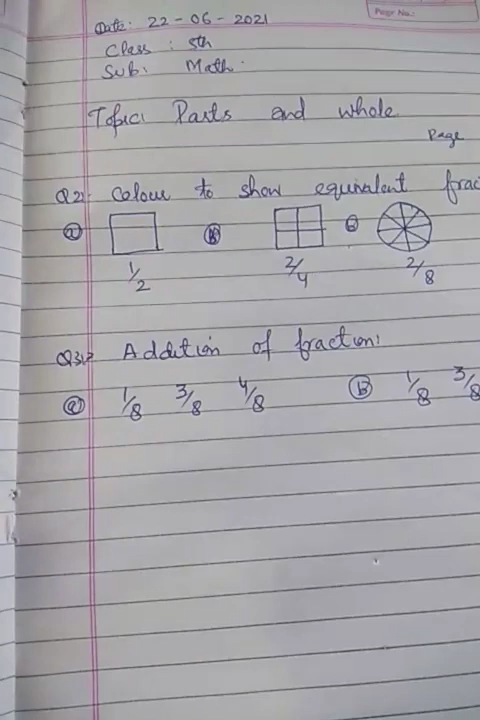 Page No.:
Date: 22-06-2021
Class: 5th
Sub: Math.
Topic: Parts and whole
Page
Q2. Colour to show equivalent frac
a B c
1/2 2/4 2/8
Q3. Addition of fraction:
a 1/8 3/8 4/8 B 1/8 3/8